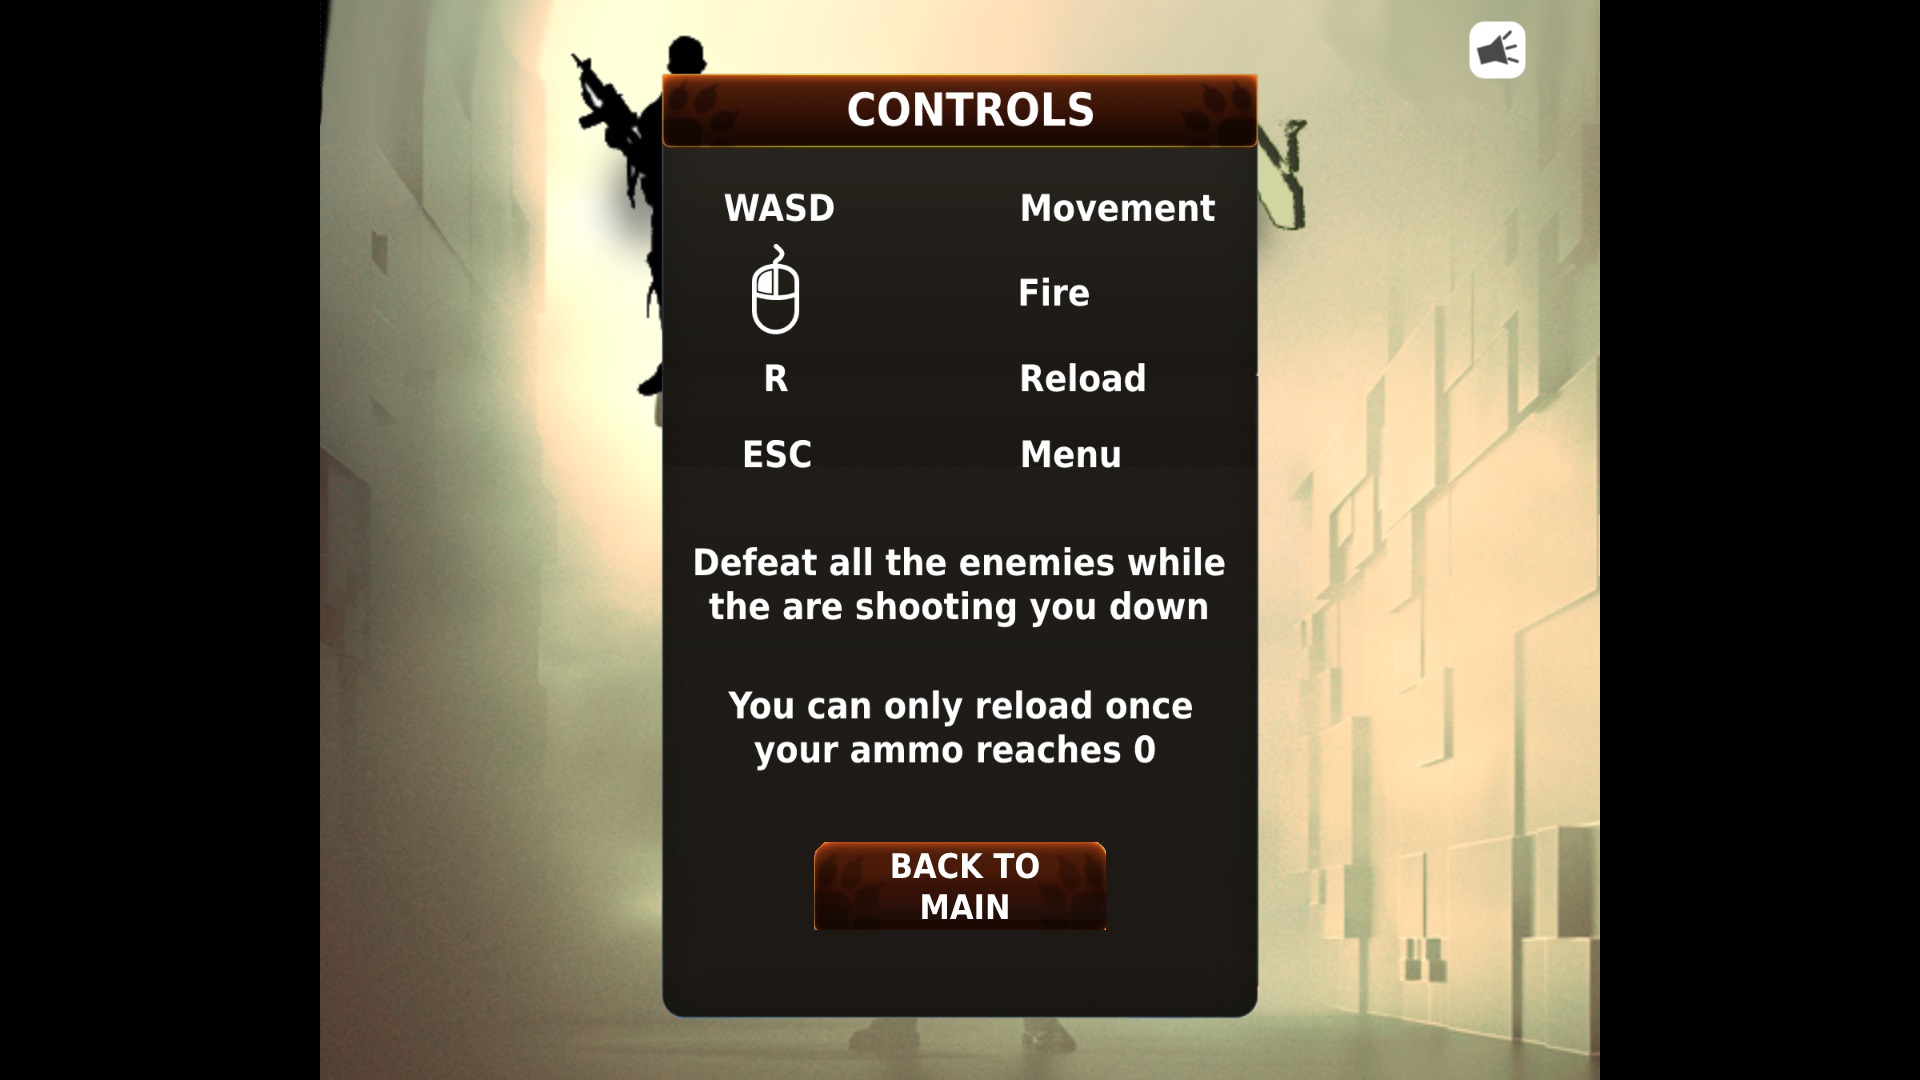 CONTROLS
WASD Movement
Fire
R Reload
ESC Menu
Defeat all the enemies while
the are shooting you down
You can only reload once
your ammo reaches 0
BACK TO
MAIN